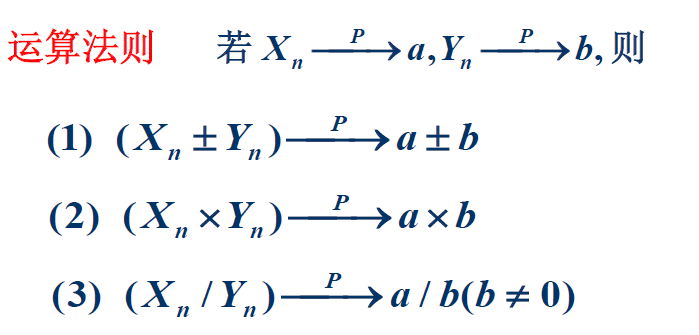 运算法则 若 Xₙ —P→ a, Yₙ —P→ b, 则
(1) (Xₙ ± Yₙ) —P→ a ± b
(2) (Xₙ × Yₙ) —P→ a × b
(3) (Xₙ / Yₙ) —P→ a / b(b ≠ 0)